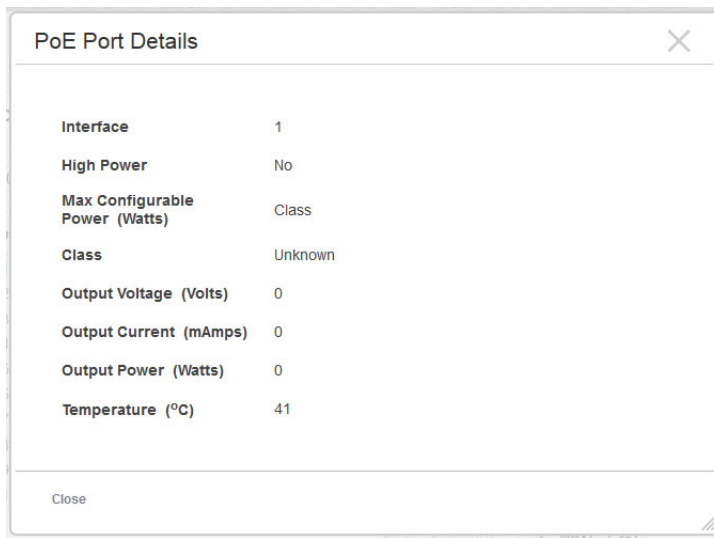 PoE Port Details
Interface 1
High Power No
Max Configurable
Power (Watts) Class
Class Unknown
Output Voltage (Volts) 0
Output Current (mAmps) 0
Output Power (Watts) 0
Temperature (°C) 41
Close